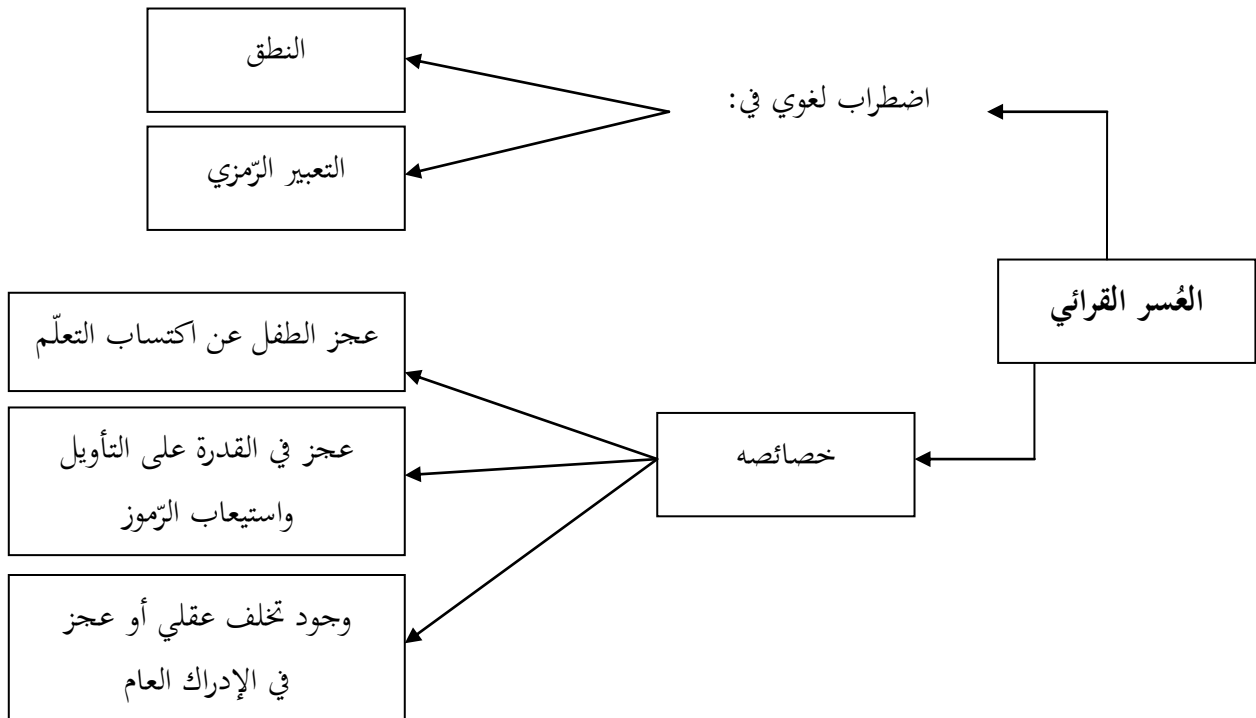 النطق
اضطراب لغوي في:
التعبير الرّمزي
العُسر القرائي
خصائصه
عجز الطفل عن اكتساب التعلّم
عجز في القدرة على التأويل
واستيعاب الرّموز
وجود تخلف عقلي أو عجز
في الإدراك العام